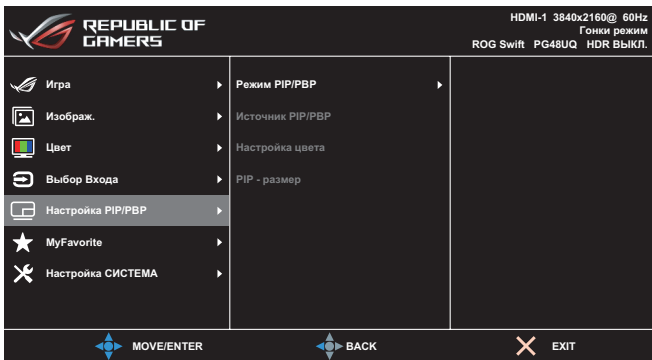 REPUBLIC OF
GAMERS
HDMI-1 3840x2160@ 60Hz
Гонки режим
ROG Swift PG48UQ HDR ВЫКЛ.
Игра
Изображ.
Цвет
Выбор Входа
Настройка PIP/PBP
MyFavorite
Настройка СИСТЕМА
Режим PIP/PBP
Источник PIP/PBP
Настройка цвета
PIP - размер
MOVE/ENTER
BACK
EXIT